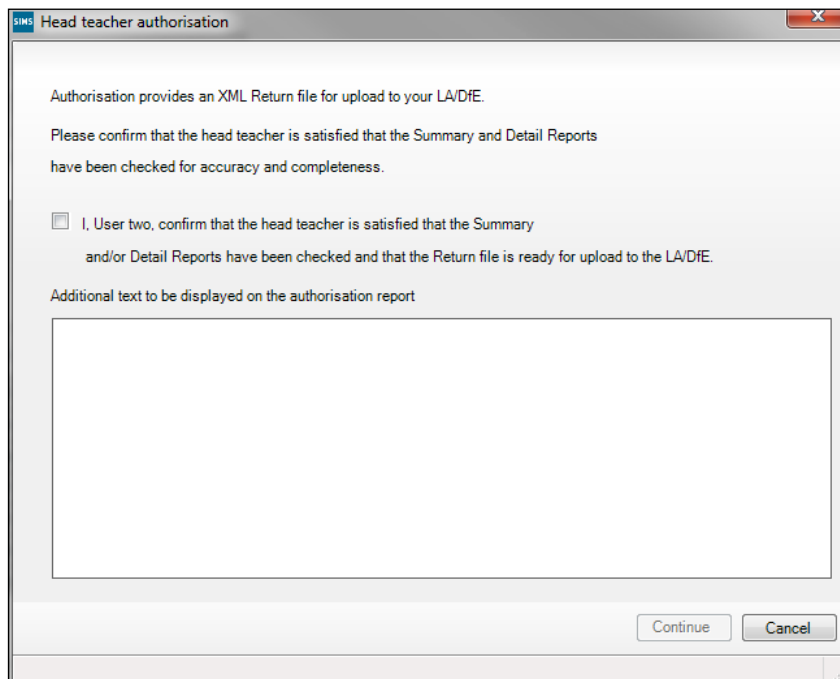 SIMS Head teacher authorisation
Authorisation provides an XML Return file for upload to your LA/DfE.
Please confirm that the head teacher is satisfied that the Summary and Detail Reports
have been checked for accuracy and completeness.
I, User two, confirm that the head teacher is satisfied that the Summary
and/or Detail Reports have been checked and that the Return file is ready for upload to the LA/DfE.
Additional text to be displayed on the authorisation report
Continue Cancel